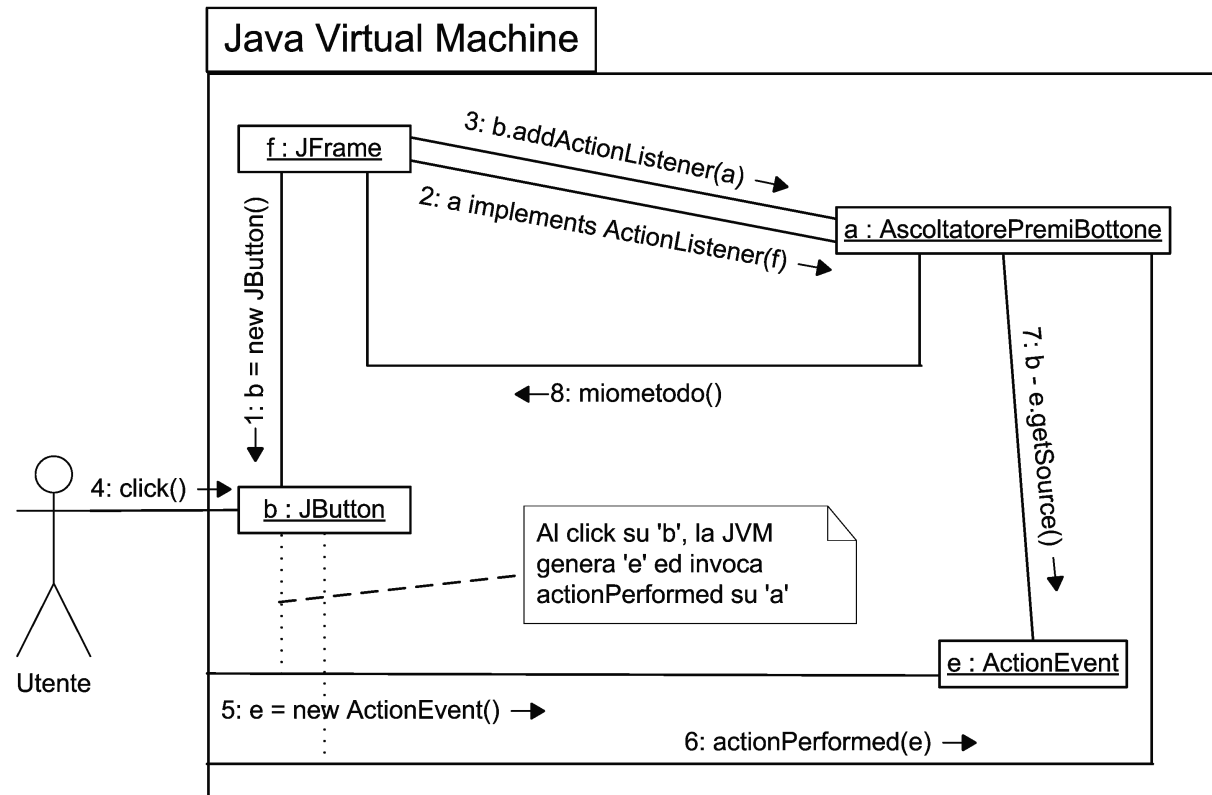 Java Virtual Machine
f : JFrame
3: b.addActionListener(a)
2: a implements ActionListener(f)
a : AscoltatorePremiBottone
1: b = new JButton()
8: miometodo()
7: b - e.getSource()
4: click()
b : JButton
Al click su 'b', la JVM
genera 'e' ed invoca
actionPerformed su 'a'
Utente
e : ActionEvent
5: e = new ActionEvent()
6: actionPerformed(e)